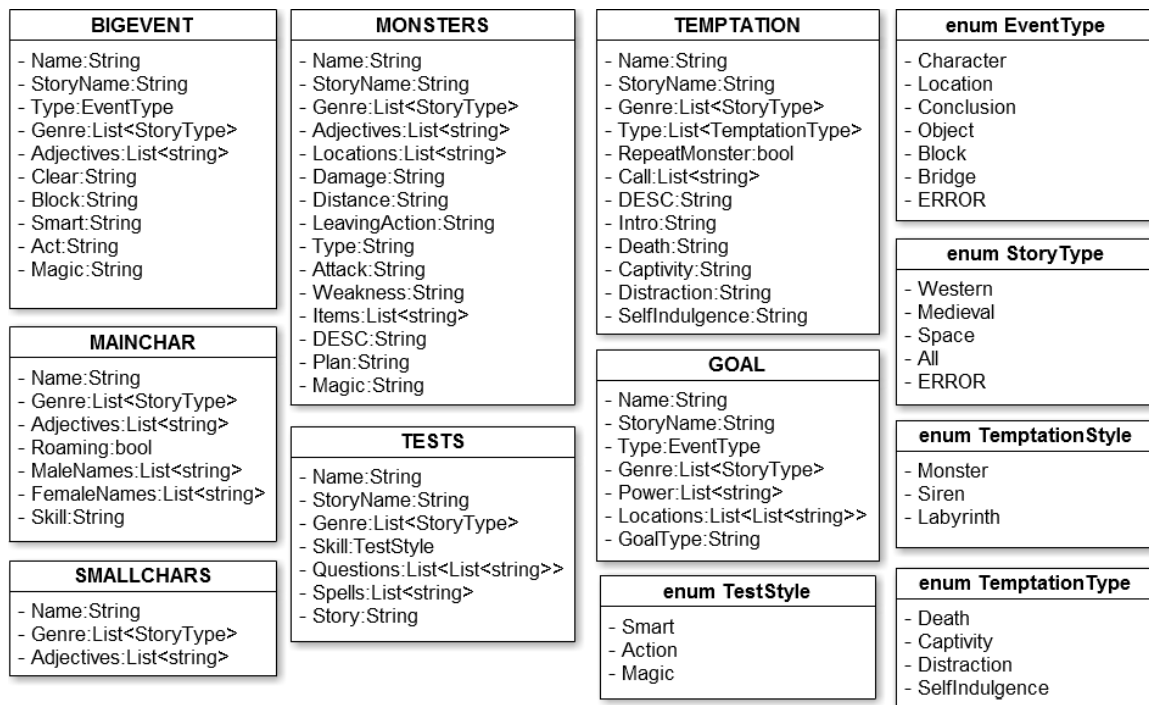 BIGEVENT
- Name:String
- StoryName:String
- Type:EventType
- Genre:List<StoryType>
- Adjectives:List<string>
- Clear:String
- Block:String
- Smart:String
- Act:String
- Magic:String
MAINCHAR
- Name:String
- Genre:List<StoryType>
- Adjectives:List<string>
- Roaming:bool
- MaleNames:List<string>
- FemaleNames:List<string>
- Skill:String
SMALLCHARS
- Name:String
- Genre:List<StoryType>
- Adjectives:List<string>
MONSTERS
- Name:String
- StoryName:String
- Genre:List<StoryType>
- Adjectives:List<string>
- Locations:List<string>
- Damage:String
- Distance:String
- LeavingAction:String
- Type:String
- Attack:String
- Weakness:String
- Items:List<string>
- DESC:String
- Plan:String
- Magic:String
TESTS
- Name:String
- StoryName:String
- Genre:List<StoryType>
- Skill:TestStyle
- Questions:List<List<string>>
- Spells:List<string>
- Story:String
TEMPTATION
- Name:String
- StoryName:String
- Genre:List<StoryType>
- Type:List<TemptationType>
- RepeatMonster:bool
- Call:List<string>
- DESC:String
- Intro:String
- Death:String
- Captivity:String
- Distraction:String
- SelfIndulgence:String
GOAL
- Name:String
- StoryName:String
- Type:EventType
- Genre:List<StoryType>
- Power:List<string>
- Locations:List<List<string>>
- GoalType:String
enum TestStyle
- Smart
- Action
- Magic
enum EventType
- Character
- Location
- Conclusion
- Object
- Block
- Bridge
- ERROR
enum StoryType
- Western
- Medieval
- Space
- All
- ERROR
enum TemptationStyle
- Monster
- Siren
- Labyrinth
enum TemptationType
- Death
- Captivity
- Distraction
- SelfIndulgence